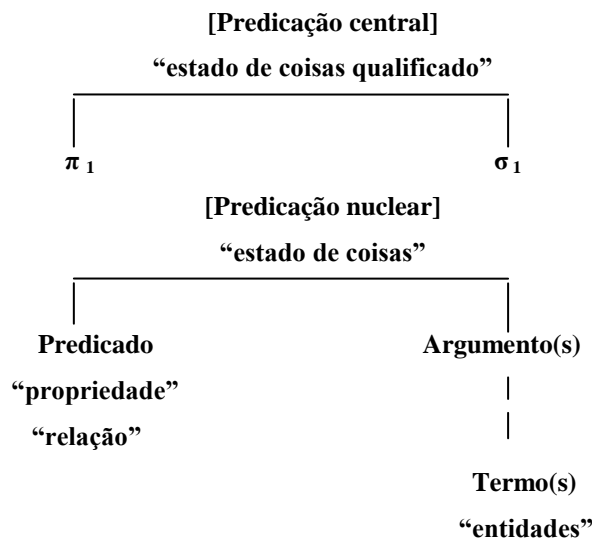 [Predicação central]
“estado de coisas qualificado”
π 1 σ 1
[Predicação nuclear]
“estado de coisas”
Predicado Argumento(s)
“propriedade”
“relação”
Termo(s)
“entidades”